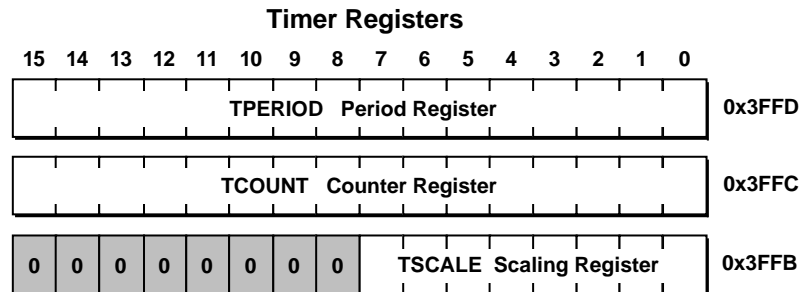 Timer Registers
15 14 13 12 11 10 9 8 7 6 5 4 3 2 1 0
TPERIOD Period Register 0x3FFD
TCOUNT Counter Register 0x3FFC
0 0 0 0 0 0 0 0 TSCALE Scaling Register 0x3FFB